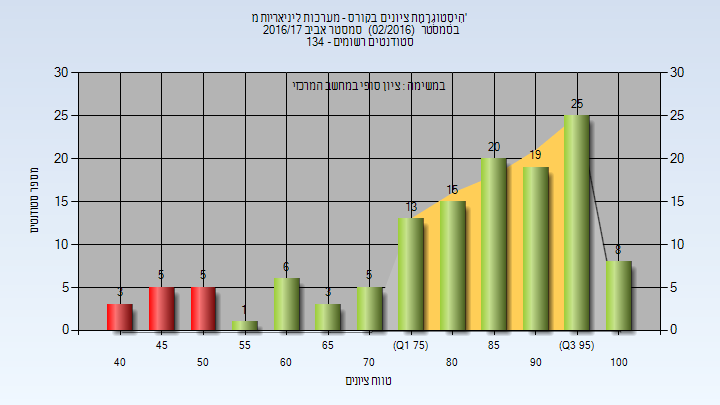 היסטוגרמת ציונים בקורס - מערכות ליניאריות מ'
בסמסטר (02/2016) סמסטר אביב 2016/17
סטודנטים רשומים - 134
במשימה : ציון סופי במחשב המרכזי
מספר סטודנטים
30 30
25 25
20 20
15 15
10 10
5 5
0 0
3 5 5 1 6 3 5 13 15 20 19 25 8
40 45 50 55 60 65 70 (Q1 75) 80 85 90 (Q3 95) 100
טווח ציונים